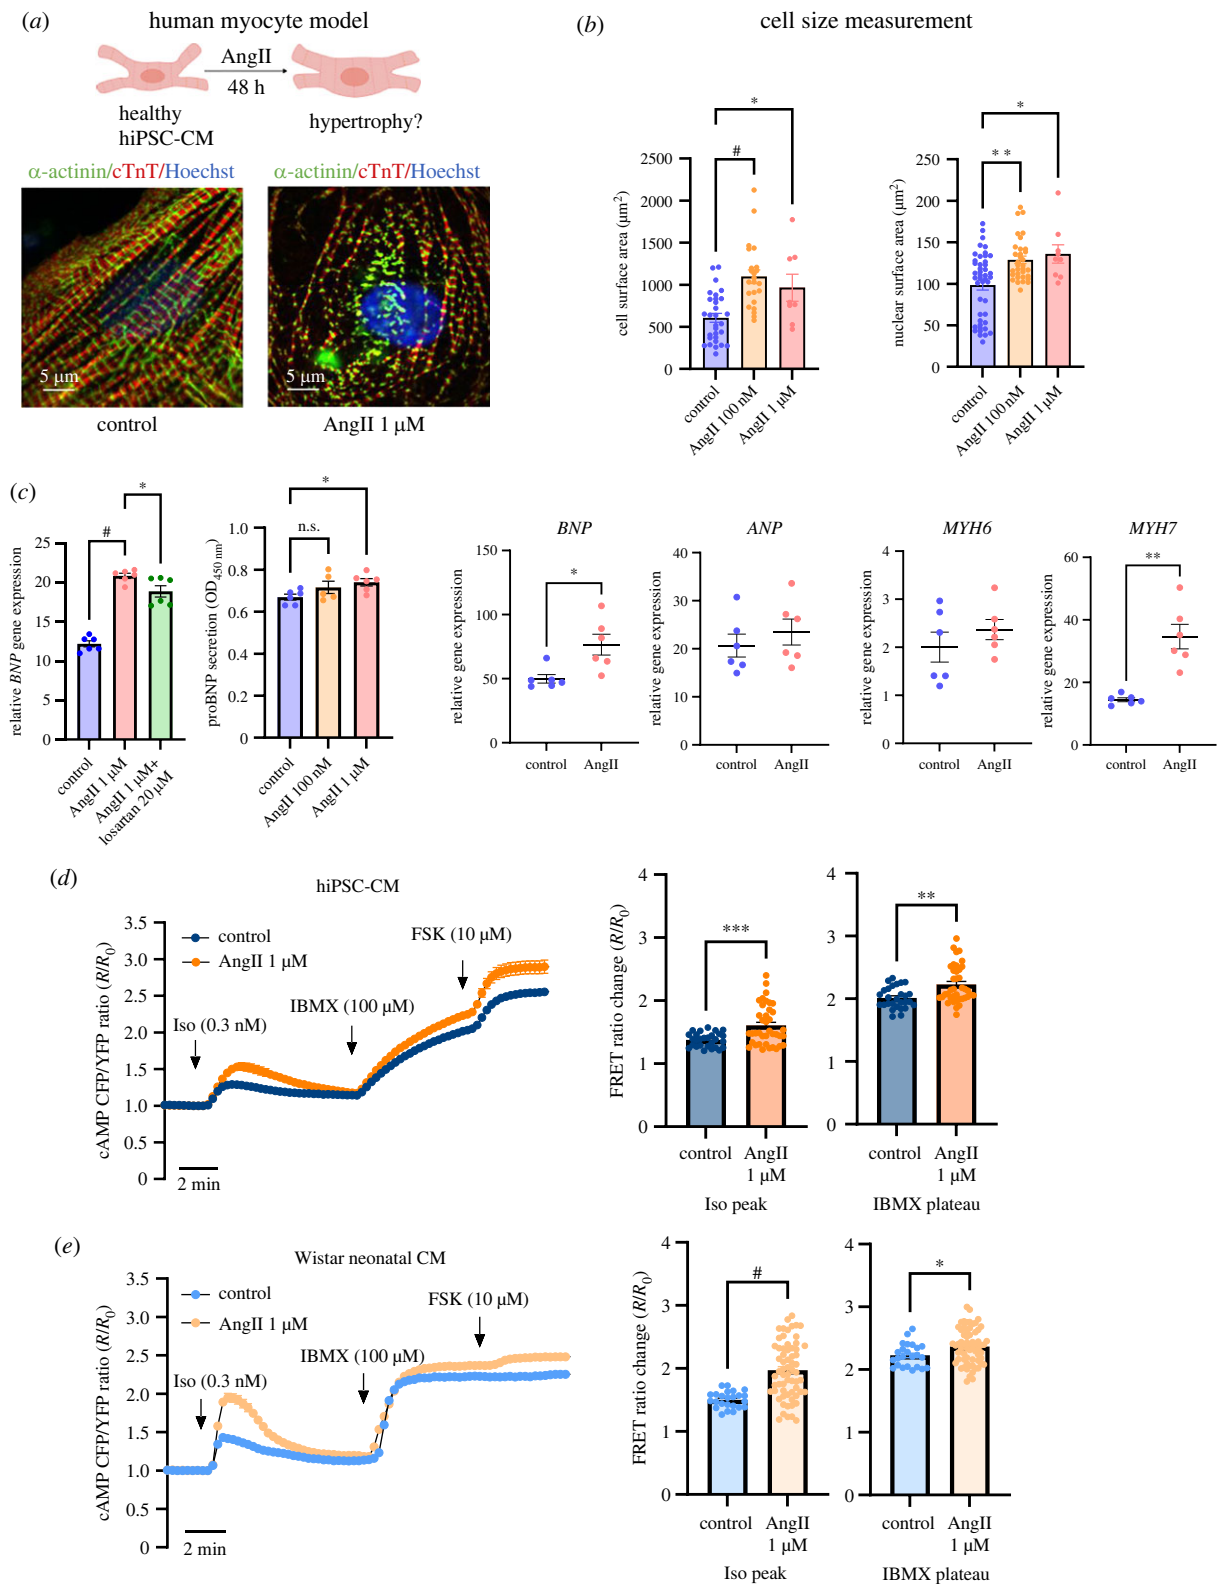 (a) human myocyte model
AngII
48 h
healthy
hiPSC-CM
hypertrophy?
α-actinin/cTnT/Hoechst
α-actinin/cTnT/Hoechst
5 μm
5 μm
control
AngII 1 μM
(b) cell size measurement
*
#
2500
2000
1500
1000
500
0
cell surface area (μm²)
control
AngII 100 nM
AngII 1 μM
*
**
250
200
150
100
50
0
nuclear surface area (μm²)
control
AngII 100 nM
AngII 1 μM
(c)
*
#
25
20
15
10
5
0
relative BNP gene expression
control
AngII 1 μM
AngII 1 μM+
losartan 20 μM
*
n.s.
1.0
0.8
0.6
0.4
0.2
0
proBNP secretion (OD450 nm)
control
AngII 100 nM
AngII 1 μM
BNP
*
150
100
50
0
relative gene expression
control AngII
ANP
40
30
20
10
0
relative gene expression
control AngII
MYH6
4
3
2
1
0
relative gene expression
control AngII
MYH7
**
60
40
20
0
relative gene expression
control AngII
(d)
hiPSC-CM
3.5
3.0
2.5
2.0
1.5
1.0
0.5
0
cAMP CFP/YFP ratio (R/R0)
control
AngII 1 μM
Iso (0.3 nM)
IBMX (100 μM)
FSK (10 μM)
2 min
***
4
3
2
1
0
FRET ratio change (R/R0)
control AngII
1 μM
Iso peak
**
4
3
2
1
0
control AngII
1 μM
IBMX plateau
(e)
Wistar neonatal CM
3.5
3.0
2.5
2.0
1.5
1.0
0.5
0
cAMP CFP/YFP ratio (R/R0)
control
AngII 1 μM
Iso (0.3 nM)
IBMX (100 μM)
FSK (10 μM)
2 min
#
4
3
2
1
0
FRET ratio change (R/R0)
control AngII
1 μM
Iso peak
*
4
3
2
1
0
control AngII
1 μM
IBMX plateau